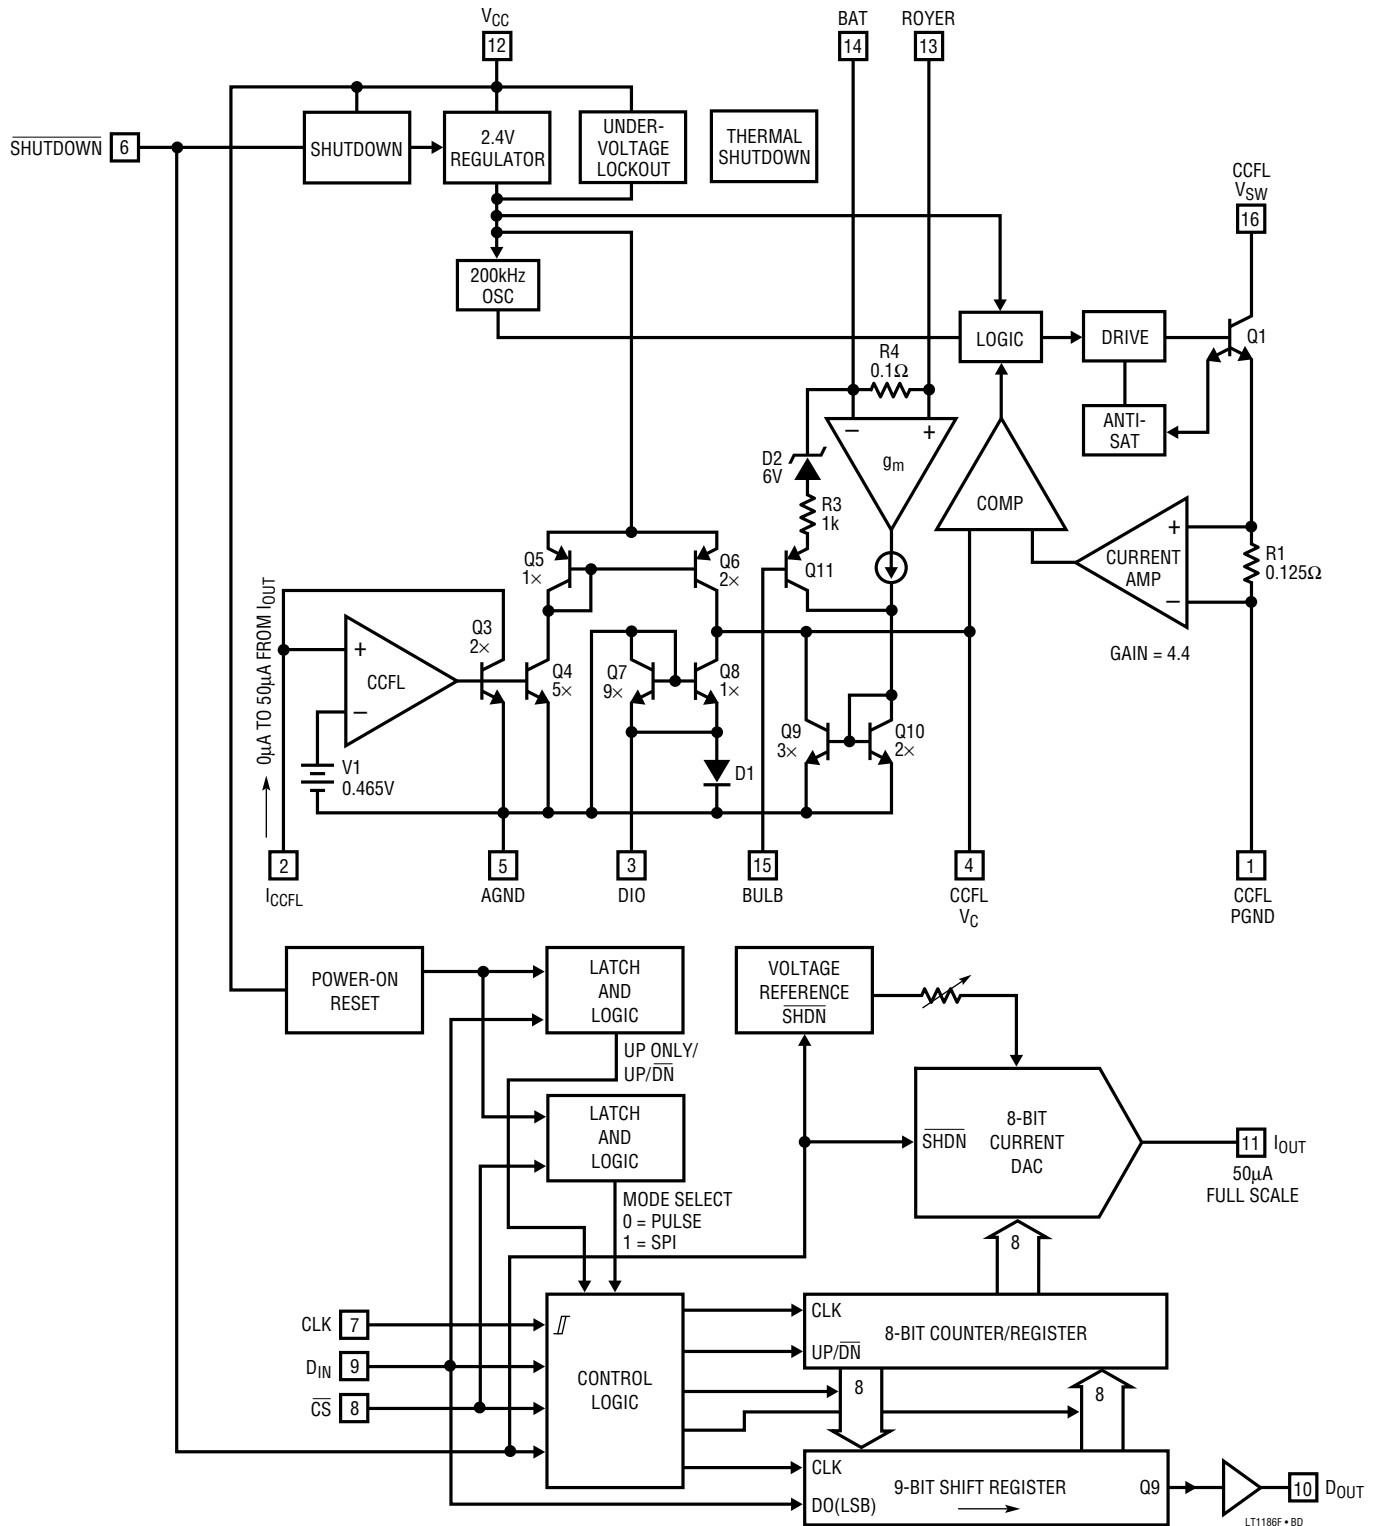 VCC
12
BAT
14
ROYER
13
SHUTDOWN
6
SHUTDOWN
2.4V
REGULATOR
UNDER-
VOLTAGE
LOCKOUT
THERMAL
SHUTDOWN
CCFL
VSW
16
200kHz
OSC
LOGIC
DRIVE
Q1
R4
0.1Ω
ANTI-
SAT
−
+
gm
D2
6V
R3
1k
COMP
Q5
1×
Q6
2×
Q11
+
CURRENT
AMP
−
R1
0.125Ω
GAIN = 4.4
0µA TO 50µA FROM IOUT
Q3
2×
+
CCFL
−
Q4
5×
Q7
9×
Q8
1×
Q9
3×
Q10
2×
V1
0.465V
D1
2
ICCFL
5
AGND
3
DIO
15
BULB
4
CCFL
VC
1
CCFL
PGND
POWER-ON
RESET
LATCH
AND
LOGIC
VOLTAGE
REFERENCE
SHDN
UP ONLY/
UP/DN
LATCH
AND
LOGIC
SHDN
8-BIT
CURRENT
DAC
11
IOUT
50µA
FULL SCALE
MODE SELECT
0 = PULSE
1 = SPI
8
CLK
7
DIN
9
CS
8
CONTROL
LOGIC
CLK
8-BIT COUNTER/REGISTER
UP/DN
8
8
CLK
9-BIT SHIFT REGISTER
Q9
DO(LSB)
10
DOUT
LT1186F • BD